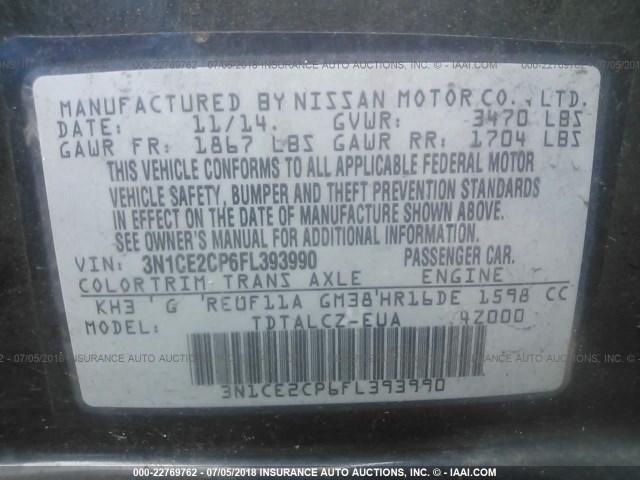 MANUFACTURED BY NISSAN MOTOR CO., LTD.
DATE: 11/14. GVWR: 3470 LBS
GAWR FR: 1867 LBS GAWR RR: 1704 LBS
THIS VEHICLE CONFORMS TO ALL APPLICABLE FEDERAL MOTOR
VEHICLE SAFETY, BUMPER AND THEFT PREVENTION STANDARDS
IN EFFECT ON THE DATE OF MANUFACTURE SHOWN ABOVE.
SEE OWNER'S MANUAL FOR ADDITIONAL INFORMATION.
VIN: 3N1CE2CP6FL393990 PASSENGER CAR.
COLOR TRIM TRANS AXLE ENGINE
KH3 ' G 'RE0F11A GM38'HR16DE 1598 CC
MODEL: TDTALCZ-EUA 4Z000
3N1CE2CP6FL393990
000-22769762 - 07/05/2018 INSURANCE AUTO AUCTIONS INC. © - IAAI.COM